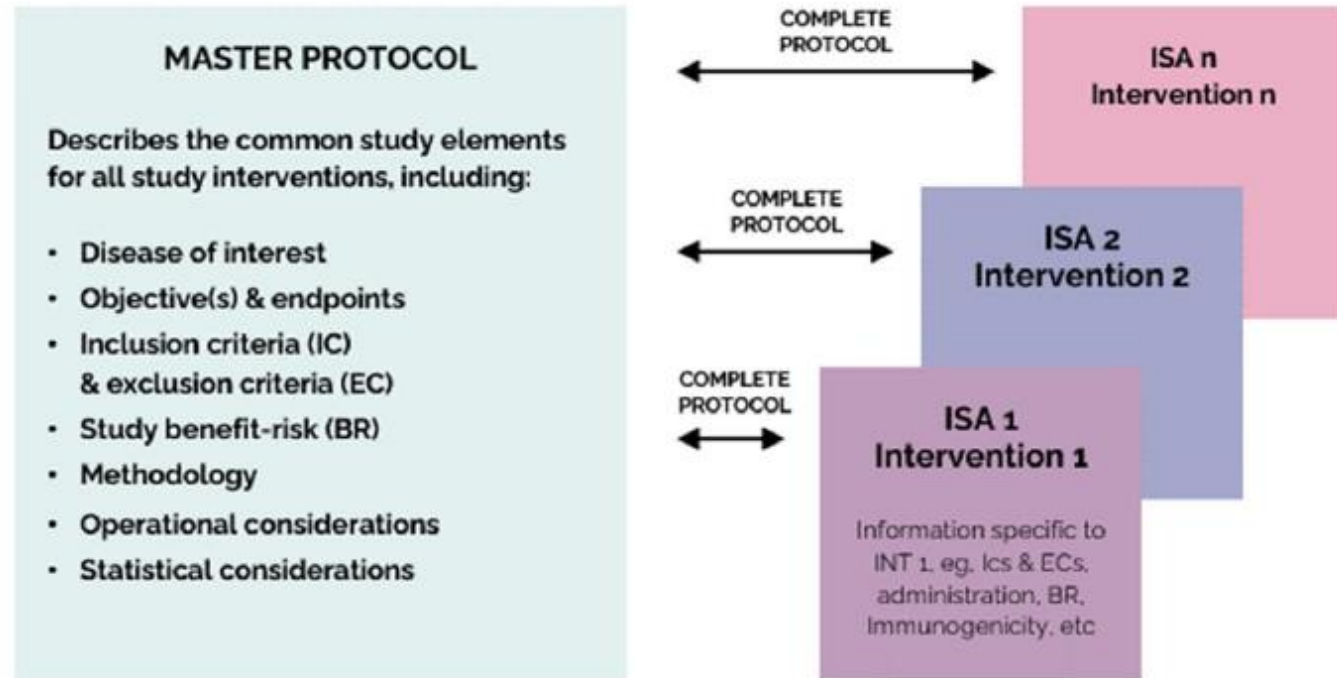 MASTER PROTOCOL
Describes the common study elements
for all study interventions, including:
• Disease of interest
• Objective(s) & endpoints
• Inclusion criteria (IC)
& exclusion criteria (EC)
• Study benefit-risk (BR)
• Methodology
• Operational considerations
• Statistical considerations
COMPLETE
PROTOCOL
ISA n
Intervention n
COMPLETE
PROTOCOL
ISA 2
Intervention 2
COMPLETE
PROTOCOL
ISA 1
Intervention 1
Information specific to
INT 1, eg, Ics & ECs,
administration, BR,
Immunogenicity, etc